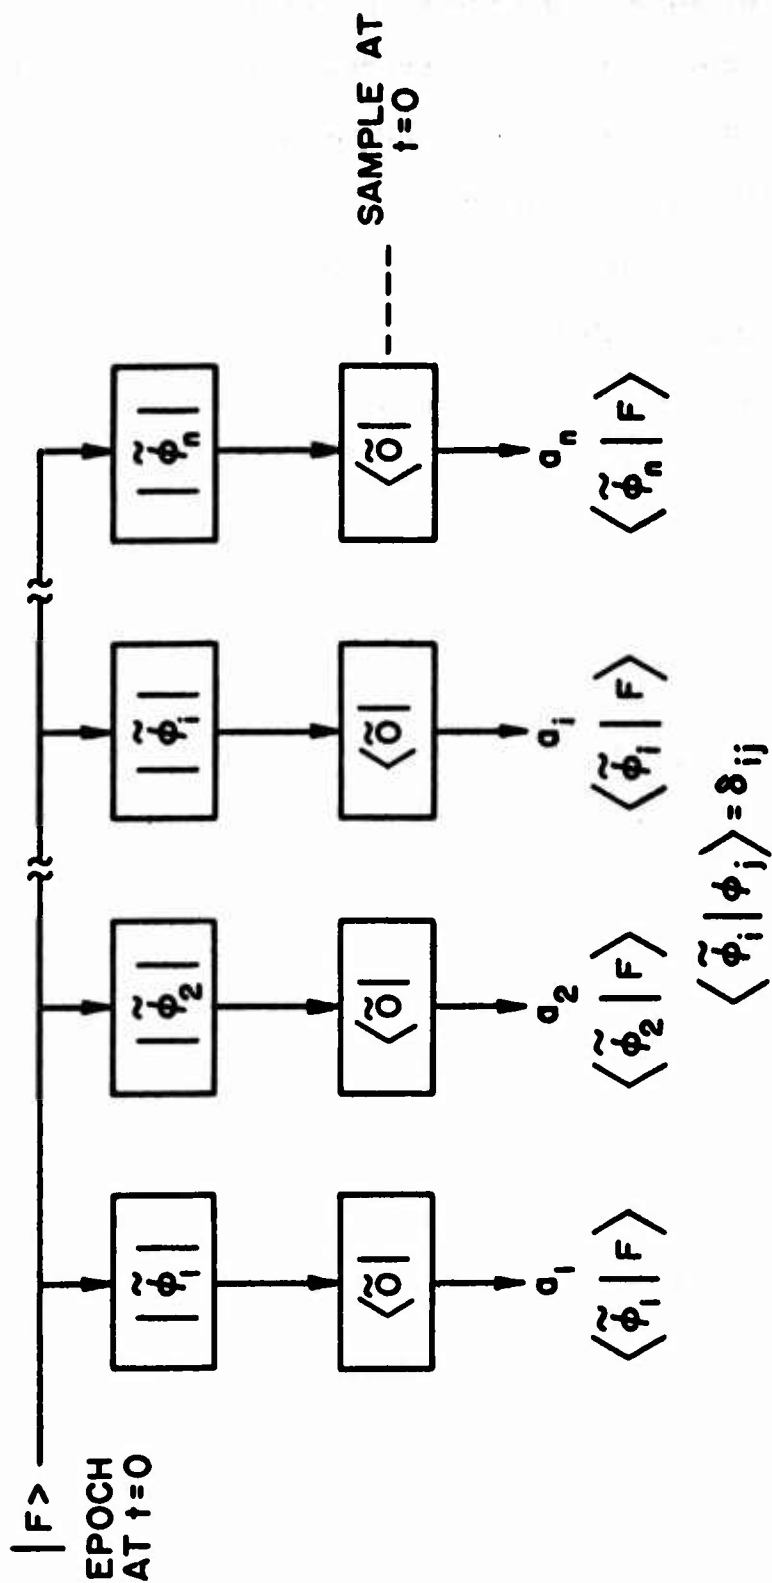 |F>
EPOCH
AT t=0
|φ̃₁| |φ̃₂| |φ̃ᵢ| |φ̃ₙ|
⟨Õ| ⟨Õ| ⟨Õ| ⟨Õ| SAMPLE AT
t=0
a₁ a₂ aᵢ aₙ
⟨φ̃₁|F⟩ ⟨φ̃₂|F⟩ ⟨φ̃ᵢ|F⟩ ⟨φ̃ₙ|F⟩
⟨φ̃ᵢ|φⱼ⟩=δᵢⱼ